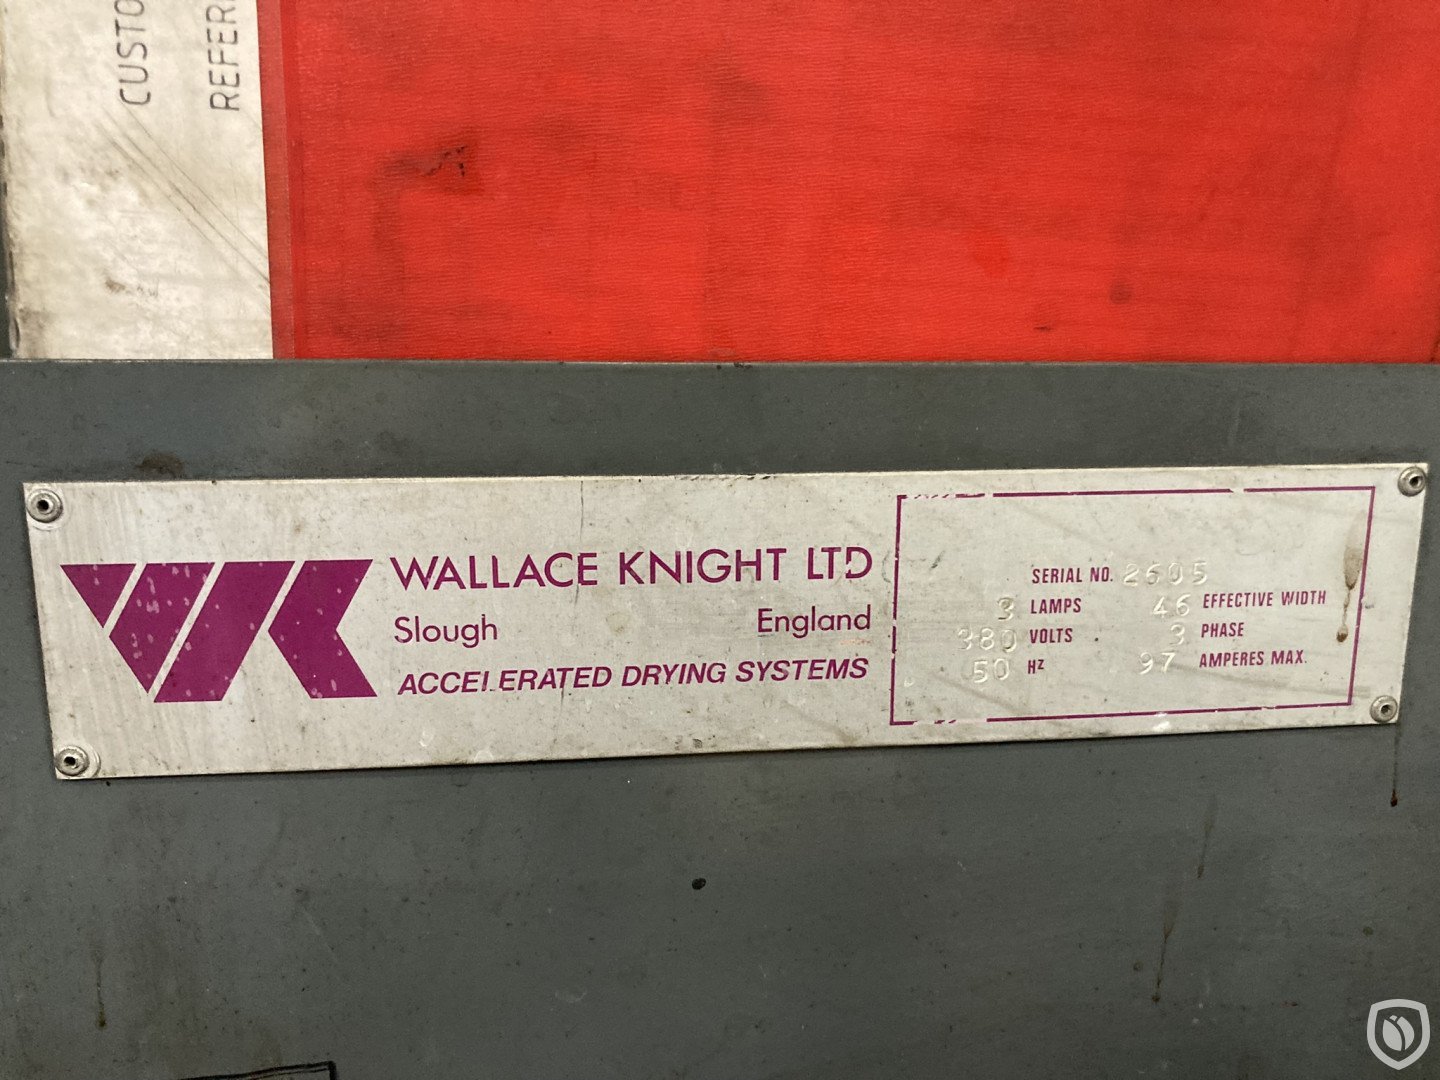 CUSTO
REFER
WALLACE KNIGHT LTD
Slough England
ACCELERATED DRYING SYSTEMS
SERIAL NO. 2605
3 LAMPS 46 EFFECTIVE WIDTH
380 VOLTS 3 PHASE
50 HZ 97 AMPERES MAX.